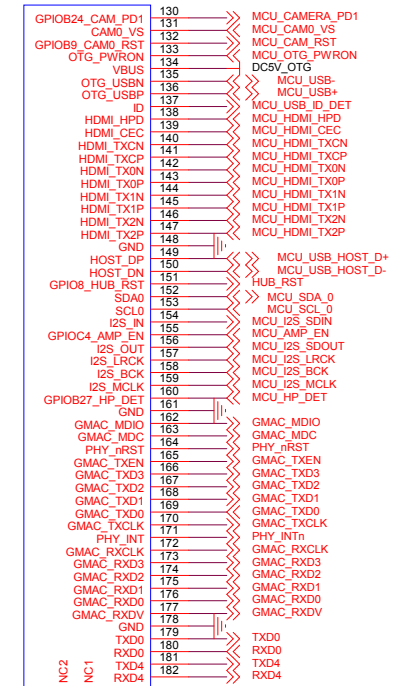 GPIOB24_CAM_PD1 130 MCU_CAMERA_PD1
CAM0_VS 131 MCU_CAM0_VS
GPIOB9_CAM0_RST 132 MCU_CAM_RST
OTG_PWRON 133 MCU_OTG_PWRON
VBUS 134 DC5V_OTG
OTG_USBN 135 MCU_USB-
OTG_USBP 136 MCU_USB+
ID 137 MCU_USB_ID_DET
HDMI_HPD 138 MCU_HDMI_HPD
HDMI_CEC 139 MCU_HDMI_CEC
HDMI_TXCN 140 MCU_HDMI_TXCN
HDMI_TXCP 141 MCU_HDMI_TXCP
HDMI_TX0N 142 MCU_HDMI_TX0N
HDMI_TX0P 143 MCU_HDMI_TX0P
HDMI_TX1N 144 MCU_HDMI_TX1N
HDMI_TX1P 145 MCU_HDMI_TX1P
HDMI_TX2N 146 MCU_HDMI_TX2N
HDMI_TX2P 147 MCU_HDMI_TX2P
GND 148
HOST_DP 149 MCU_USB_HOST_D+
HOST_DN 150 MCU_USB_HOST_D-
GPIO8_HUB_RST 151 HUB_RST
SDA0 152 MCU_SDA_0
SCL0 153 MCU_SCL_0
I2S_IN 154 MCU_I2S_SDIN
GPIOC4_AMP_EN 155 MCU_AMP_EN
I2S_OUT 156 MCU_I2S_SDOUT
I2S_LRCK 157 MCU_I2S_LRCK
I2S_BCK 158 MCU_I2S_BCK
I2S_MCLK 159 MCU_I2S_MCLK
GPIOB27_HP_DET 160 MCU_HP_DET
GND 161
GMAC_MDIO 162 GMAC_MDIO
GMAC_MDC 163 GMAC_MDC
PHY_nRST 164 PHY_nRST
GMAC_TXEN 165 GMAC_TXEN
GMAC_TXD3 166 GMAC_TXD3
GMAC_TXD2 167 GMAC_TXD2
GMAC_TXD1 168 GMAC_TXD1
GMAC_TXD0 169 GMAC_TXD0
GMAC_TXCLK 170 GMAC_TXCLK
PHY_INT 171 PHY_INTn
GMAC_RXCLK 172 GMAC_RXCLK
GMAC_RXD3 173 GMAC_RXD3
GMAC_RXD2 174 GMAC_RXD2
GMAC_RXD1 175 GMAC_RXD1
GMAC_RXD0 176 GMAC_RXD0
GMAC_RXDV 177 GMAC_RXDV
GND 178
TXD0 179 TXD0
RXD0 180 RXD0
TXD4 181 TXD4
RXD4 182 RXD4
NC2
NC1